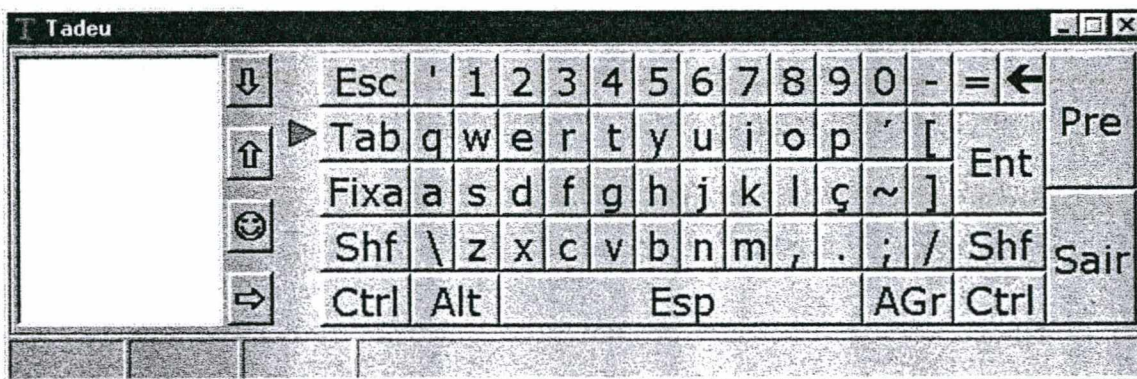 T Tadeu
Esc ' 1 2 3 4 5 6 7 8 9 0 - = ← Pre
Tab q w e r t y u i o p ´ [ Ent
Fixa a s d f g h j k l ç ~ ]
Shf \ z x c v b n m , . ; / Shf Sair
Ctrl Alt Esp AGr Ctrl